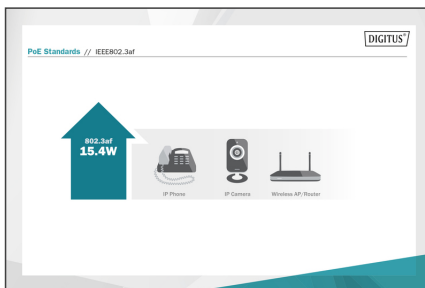 DIGITUS®
PoE Standards // IEEE802.3af
802.3af
15.4W
IP Phone
IP Camera
Wireless AP/Router